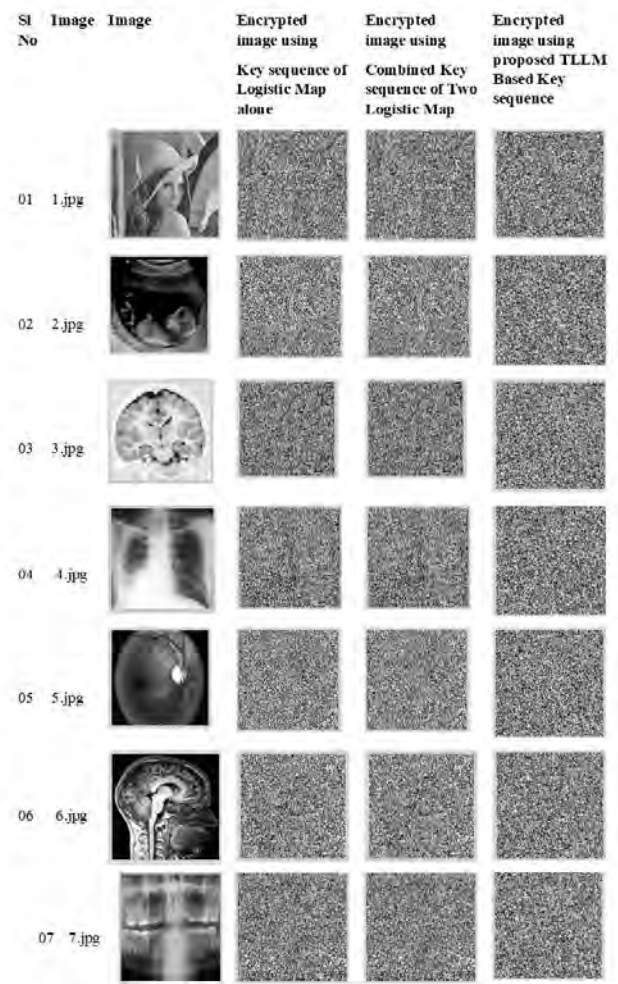 Sl No
Image
Image
Encrypted image using
Key sequence of Logistic Map alone
Encrypted image using
Combined Key sequence of Two Logistic Map
Encrypted image using proposed TLLM Based Key sequence
01 1.jpg
02 2.jpg
03 3.jpg
04 4.jpg
05 5.jpg
06 6.jpg
07 7.jpg